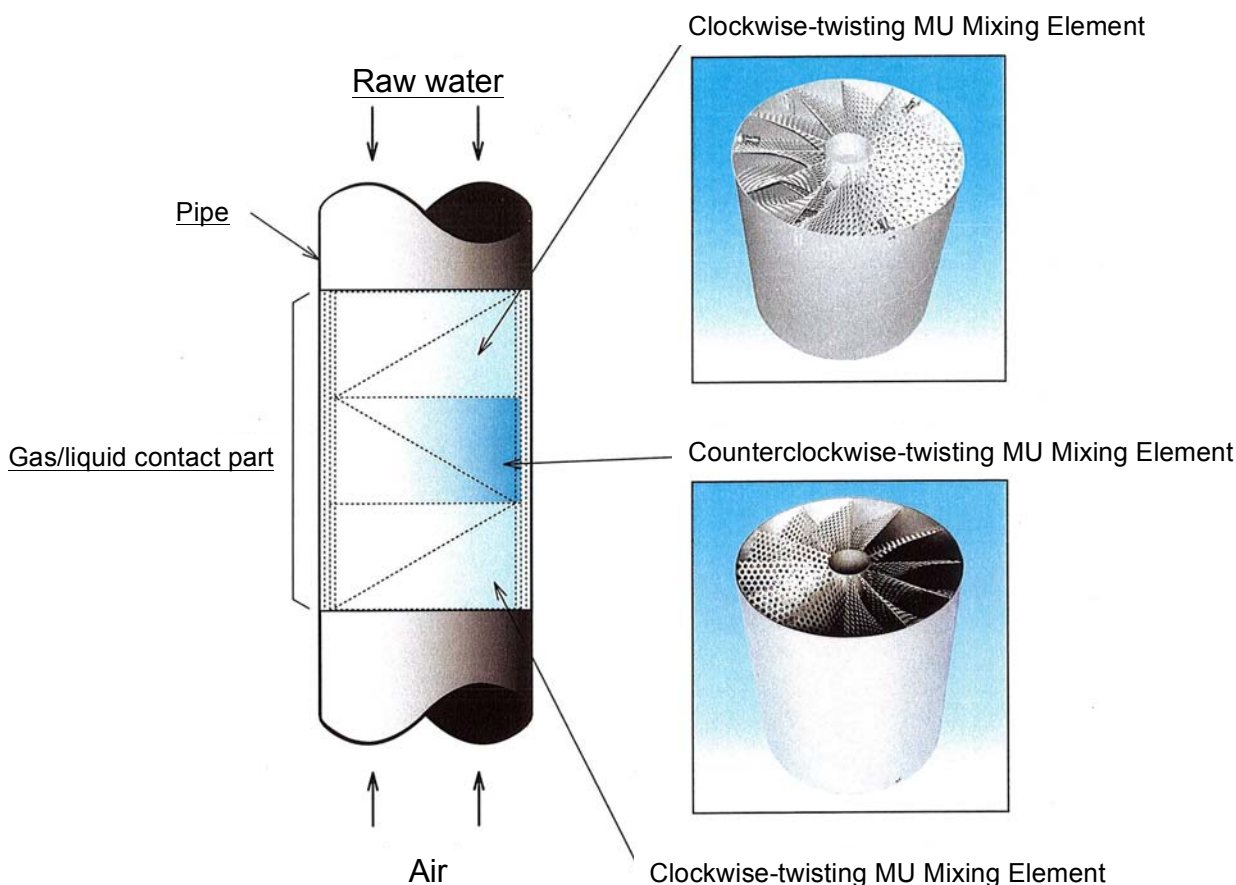 Clockwise-twisting MU Mixing Element
Raw water
Pipe
Gas/liquid contact part
Counterclockwise-twisting MU Mixing Element
Air
Clockwise-twisting MU Mixing Element